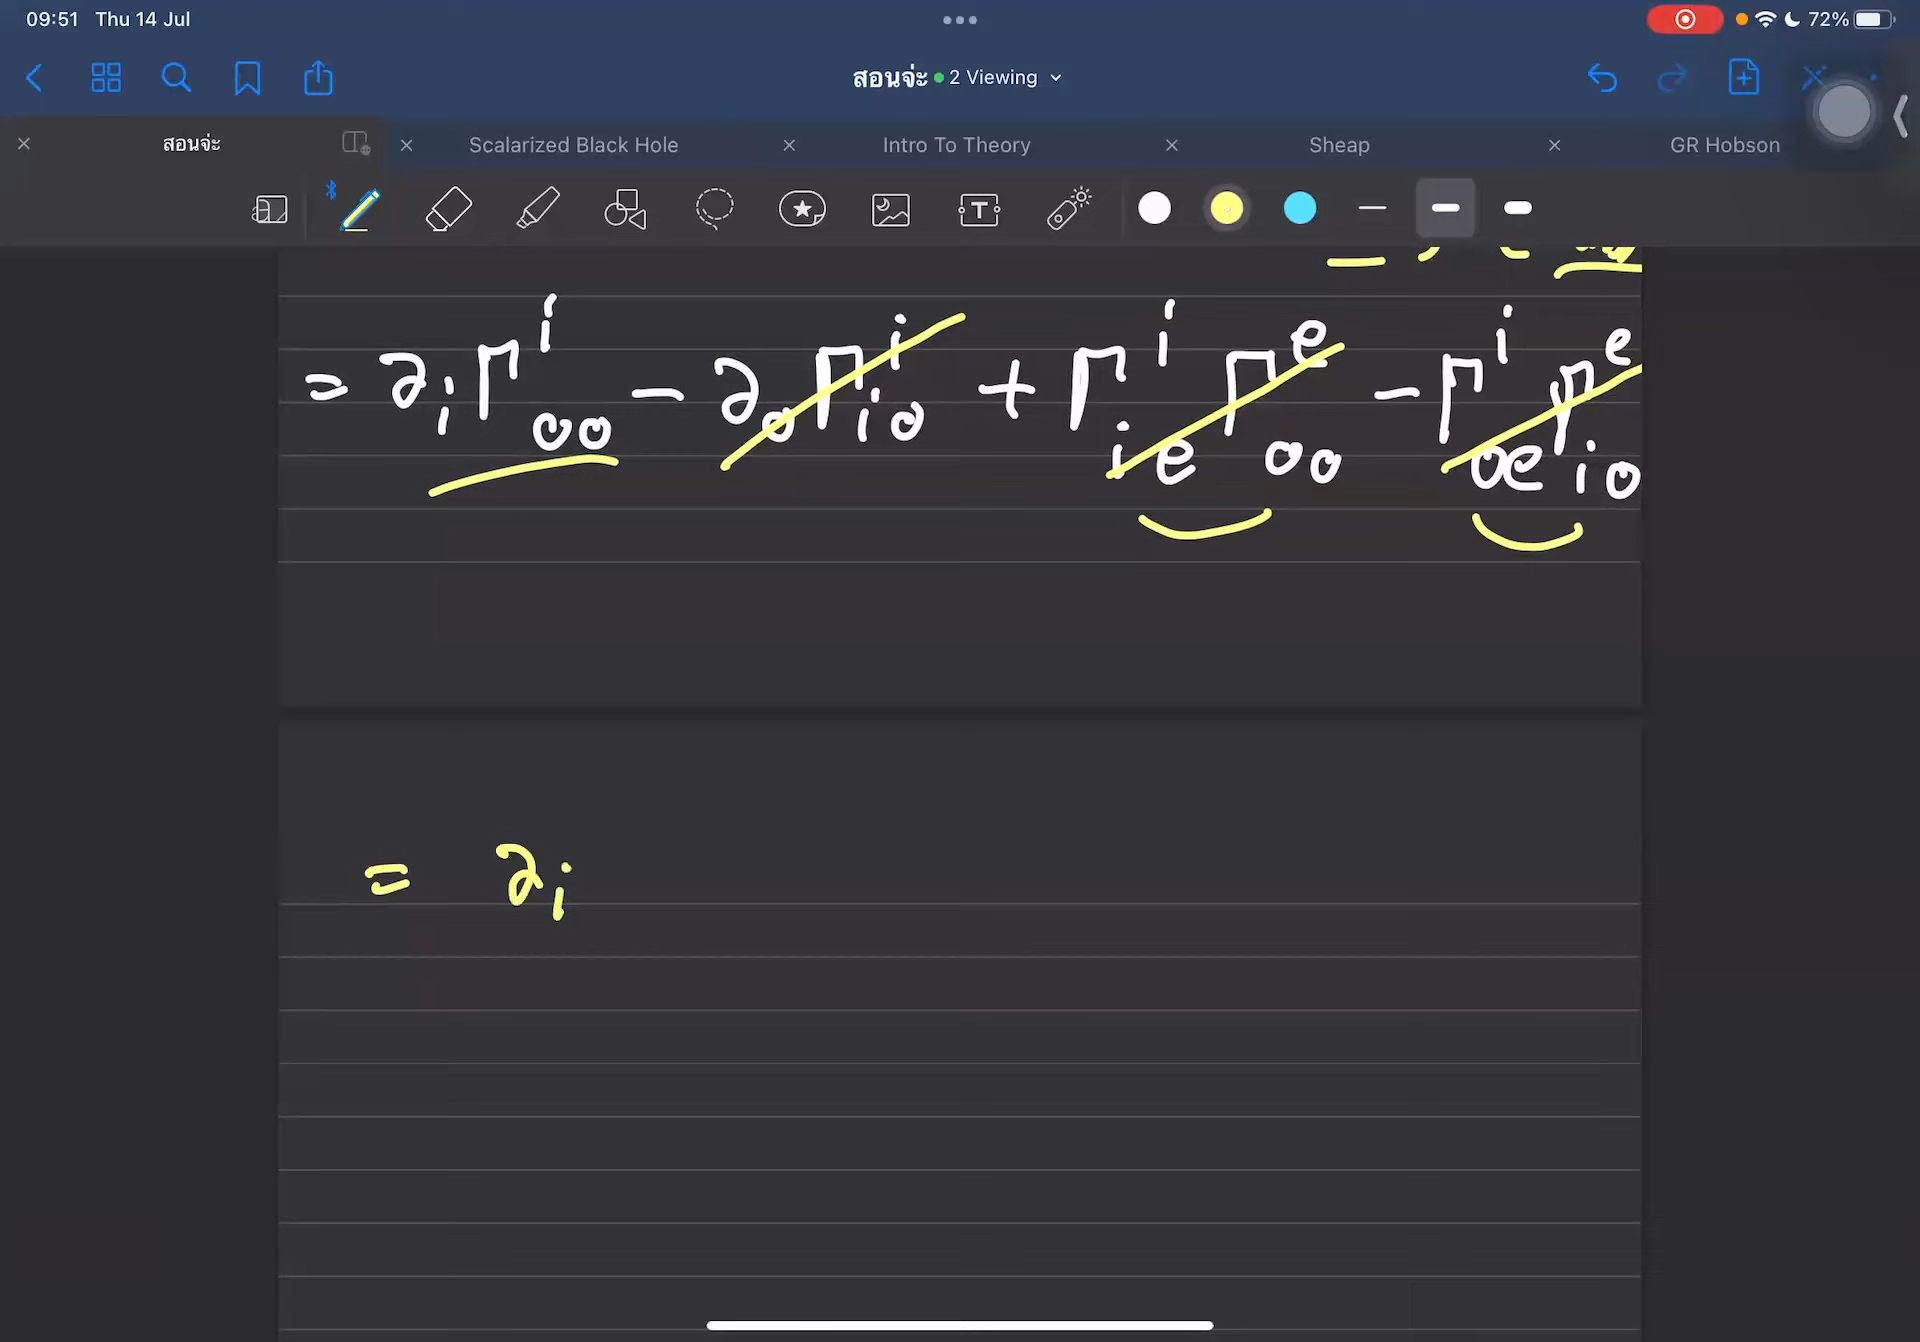 09:51 Thu 14 Jul
72%
สอนจ่ะ 2 Viewing
สอนจ่ะ
Scalarized Black Hole
Intro To Theory
Sheap
GR Hobson
= ∂ᵢΓⁱ₀₀ − ∂₀Γⁱᵢ₀ + Γⁱᵢₑ Γᵉ₀₀ − Γⁱ₀ₑ Γᵉᵢ₀
= ∂ᵢ